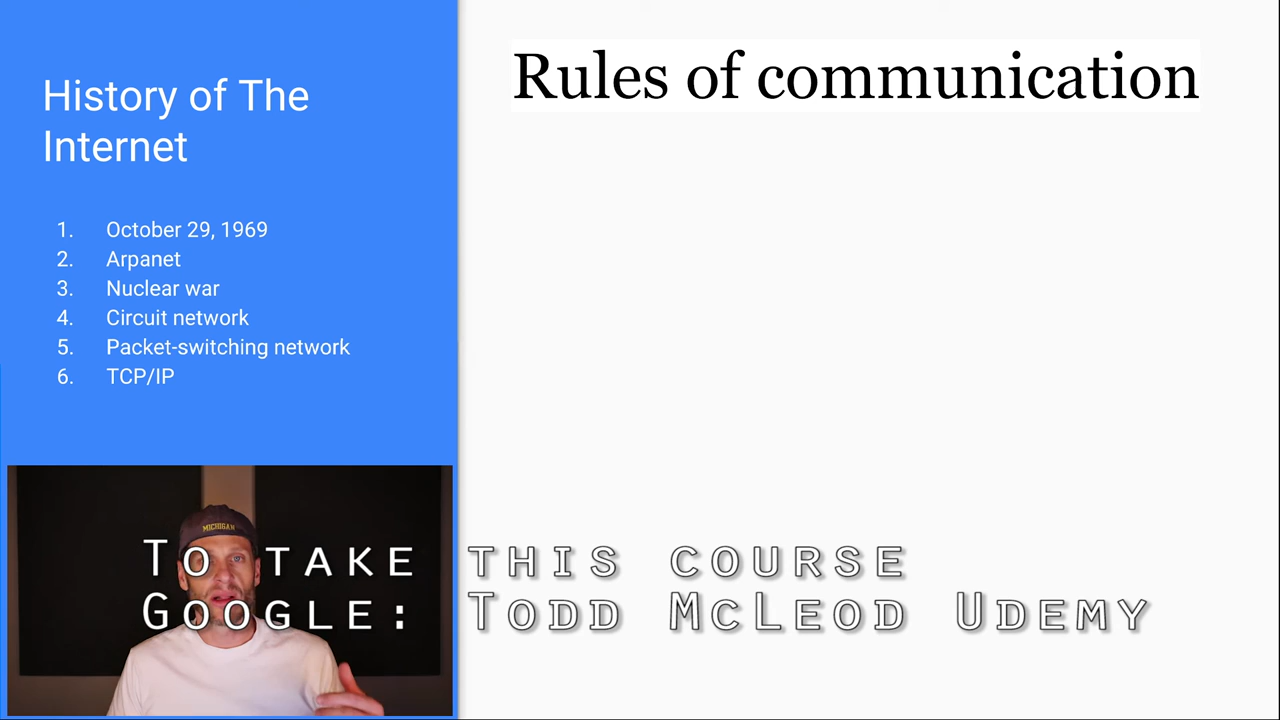 History of The
Internet
1. October 29, 1969
2. Arpanet
3. Nuclear war
4. Circuit network
5. Packet-switching network
6. TCP/IP
Rules of communication
MICHIGAN
To take this course
Google: Todd McLeod Udemy